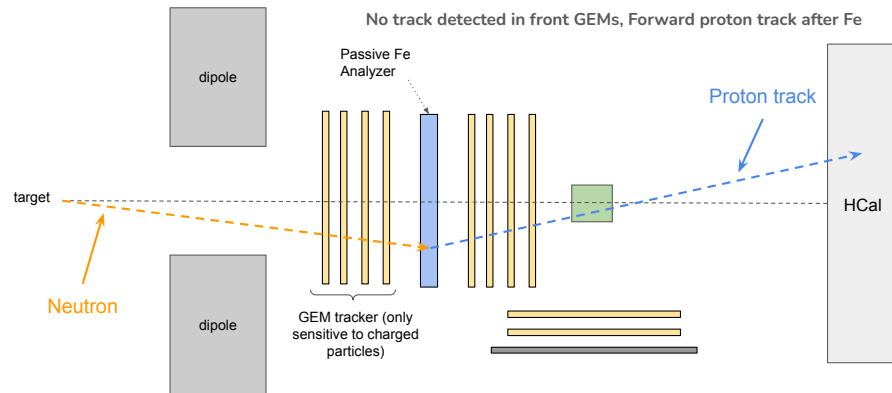 No track detected in front GEMs, Forward proton track after Fe
Passive Fe
Analyzer
dipole
Proton track
target
HCal
Neutron
GEM tracker (only
sensitive to charged
particles)
dipole